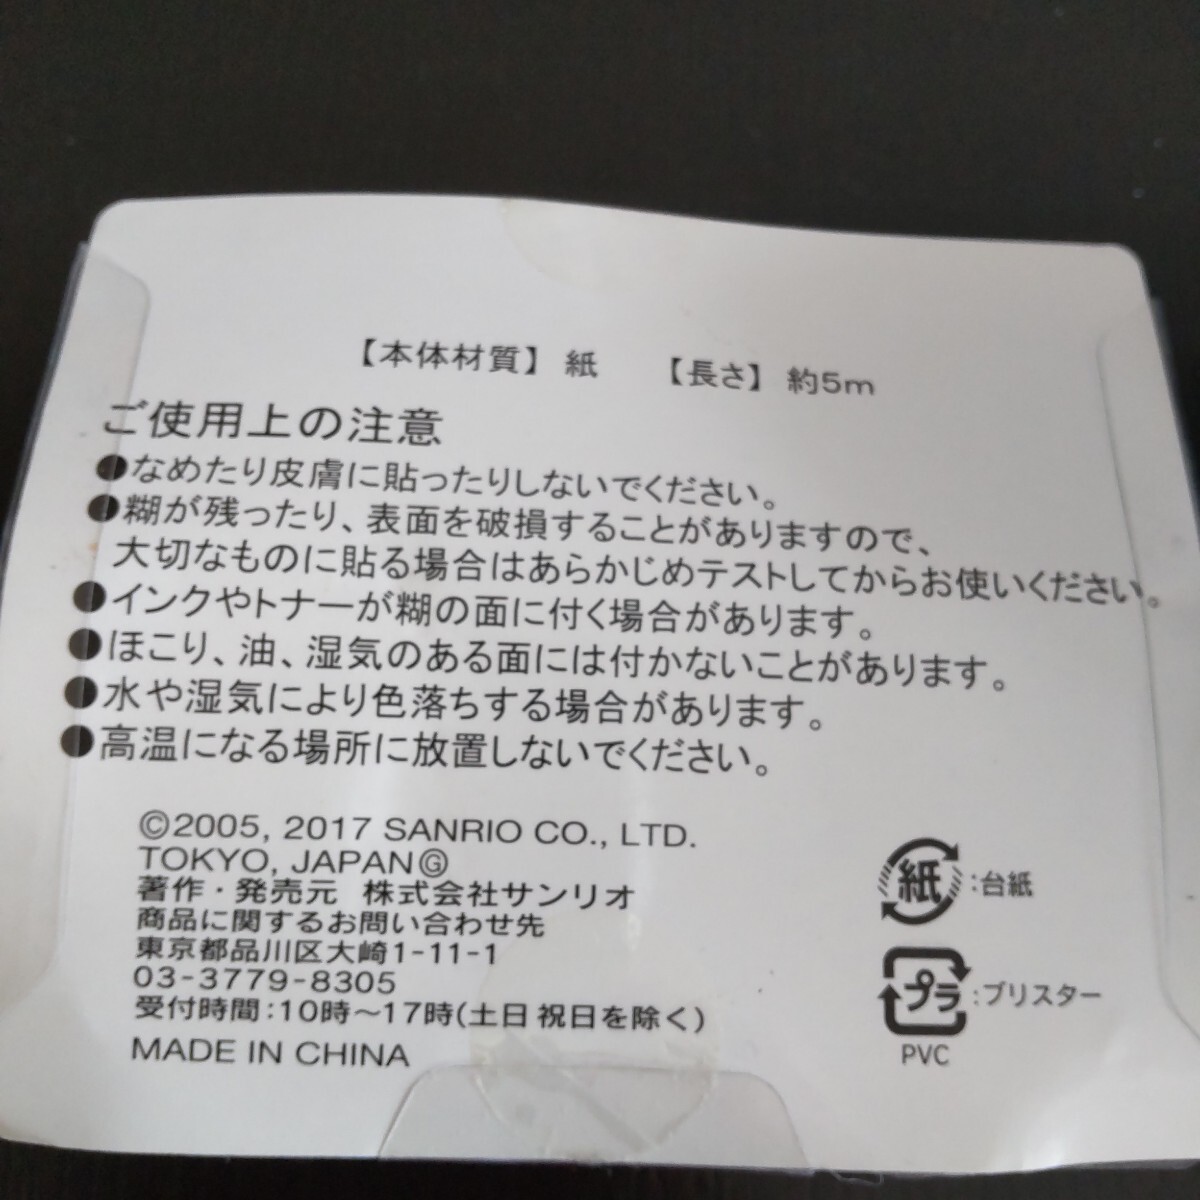 【本体材質】 紙 【長さ】 約5m
ご使用上の注意
●なめたり皮膚に貼ったりしないでください。
●糊が残ったり、表面を破損することがありますので、
大切なものに貼る場合はあらかじめテストしてからお使いください。
●インクやトナーが糊の面に付く場合があります。
●ほこり、油、湿気のある面には付かないことがあります。
●水や湿気により色落ちする場合があります。
●高温になる場所に放置しないでください。
©2005, 2017 SANRIO CO., LTD.
TOKYO, JAPANⒼ
著作・発売元 株式会社サンリオ
商品に関するお問い合わせ先
東京都品川区大崎1-11-1
03-3779-8305
受付時間:10時~17時(土日 祝日を除く)
MADE IN CHINA
紙:台紙
プラ:ブリスター
PVC